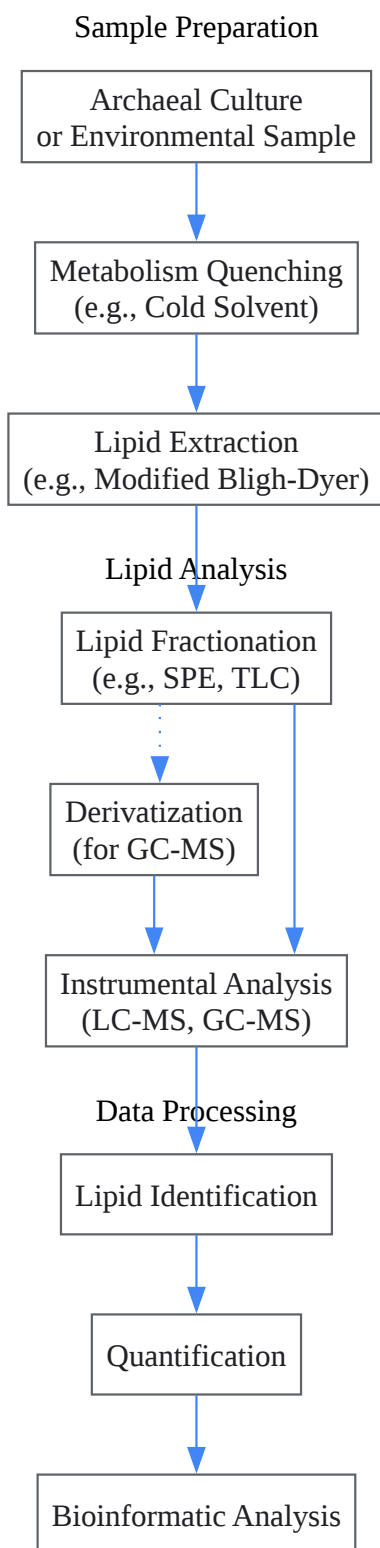 Sample Preparation
Archaeal Culture
or Environmental Sample
Metabolism Quenching
(e.g., Cold Solvent)
Lipid Extraction
(e.g., Modified Bligh-Dyer)
Lipid Analysis
Lipid Fractionation
(e.g., SPE, TLC)
Derivatization
(for GC-MS)
Instrumental Analysis
(LC-MS, GC-MS)
Data Processing
Lipid Identification
Quantification
Bioinformatic Analysis